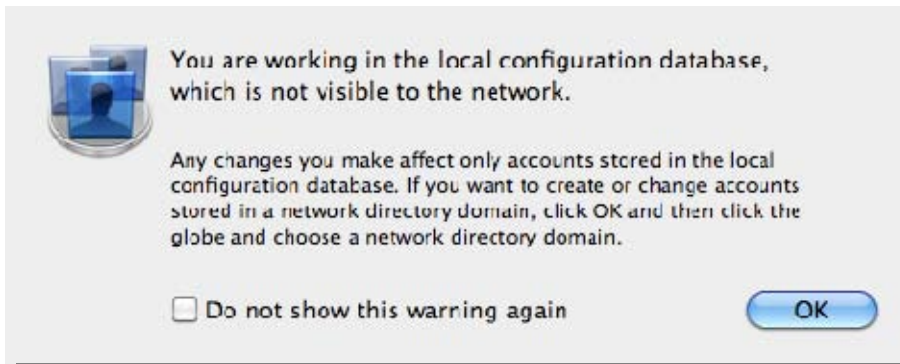 You are working in the local configuration database,
which is not visible to the network.
Any changes you make affect only accounts stored in the local
configuration database. If you want to create or change accounts
stored in a network directory domain, click OK and then click the
globe and choose a network directory domain.
Do not show this warning again
OK